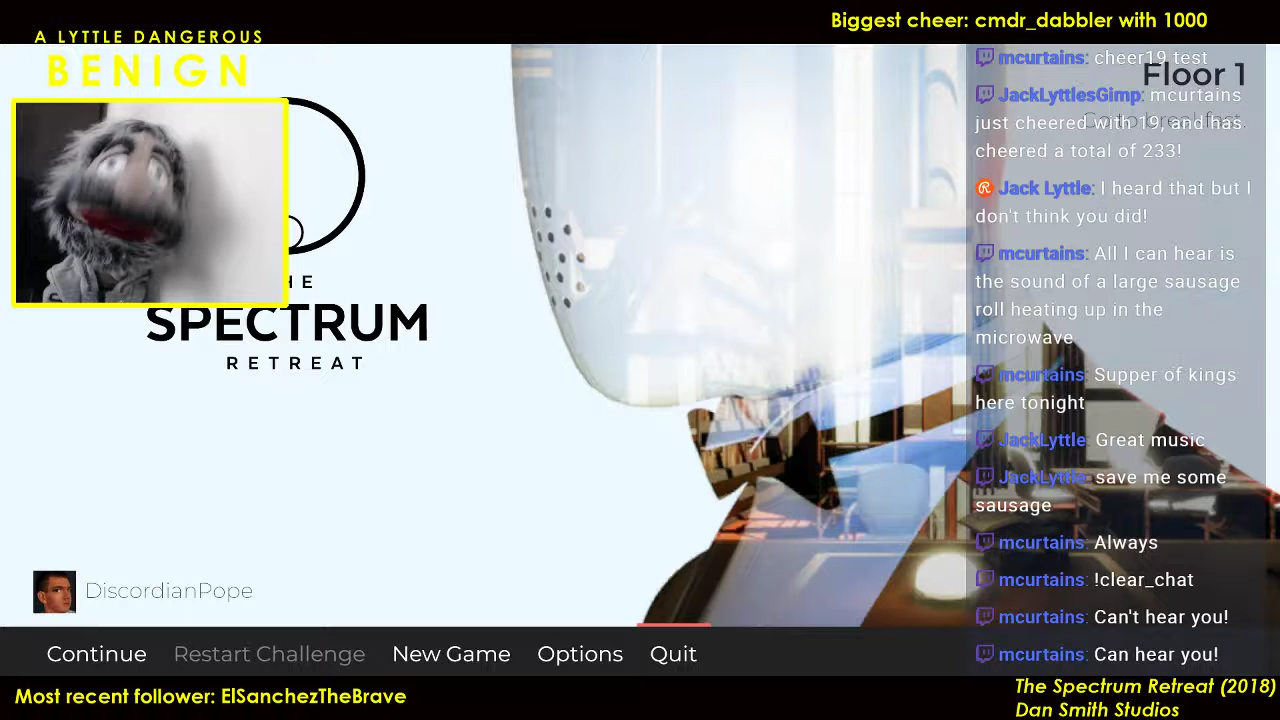 A LYTTLE DANGEROUS
BENIGN
Biggest cheer: cmdr_dabbler with 1000
HE
SPECTRUM
RETREAT
DiscordianPope
Continue Restart Challenge New Game Options Quit
Floor 1
Go to breakfast
mcurtains: cheer19 test
JackLyttlesGimp: mcurtains
just cheered with 19, and has
cheered a total of 233!
Jack Lyttle: I heard that but I
don't think you did!
mcurtains: All I can hear is
the sound of a large sausage
roll heating up in the
microwave
mcurtains: Supper of kings
here tonight
JackLyttle: Great music
JackLyttle: save me some
sausage
mcurtains: Always
mcurtains: !clear_chat
mcurtains: Can't hear you!
mcurtains: Can hear you!
Most recent follower: ElSanchezTheBrave
The Spectrum Retreat (2018)
Dan Smith Studios